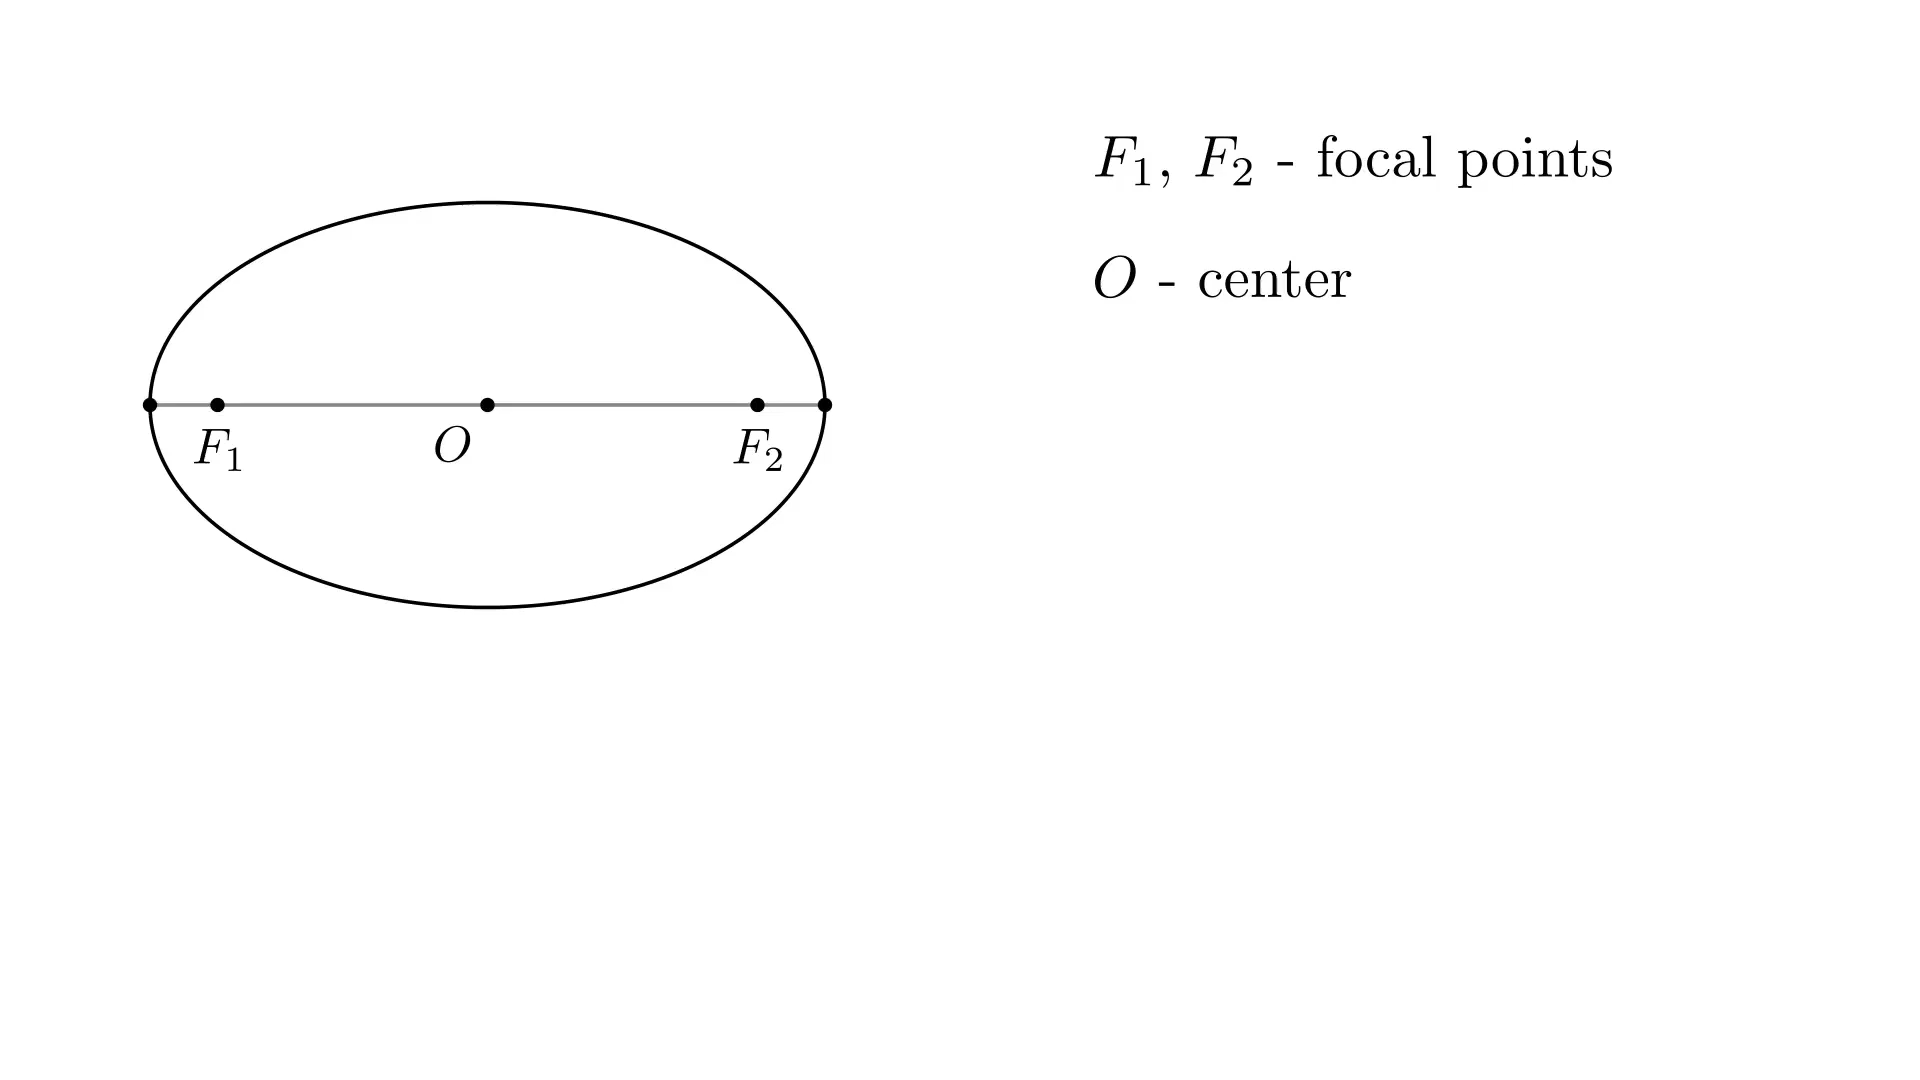 F₁, F₂ - focal points
O - center
F₁
O
F₂